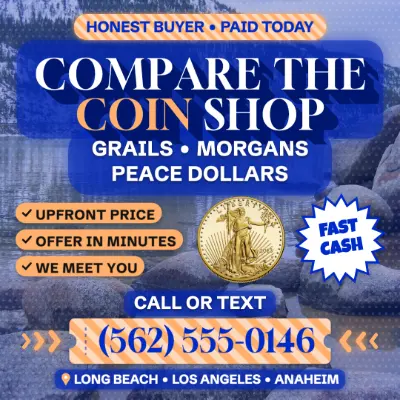 HONEST BUYER • PAID TODAY
COMPARE THE
COIN SHOP
GRAILS • MORGANS
PEACE DOLLARS
✓ UPFRONT PRICE
✓ OFFER IN MINUTES
✓ WE MEET YOU
FAST
CASH
CALL OR TEXT
(562) 555-0146
LONG BEACH • LOS ANGELES • ANAHEIM